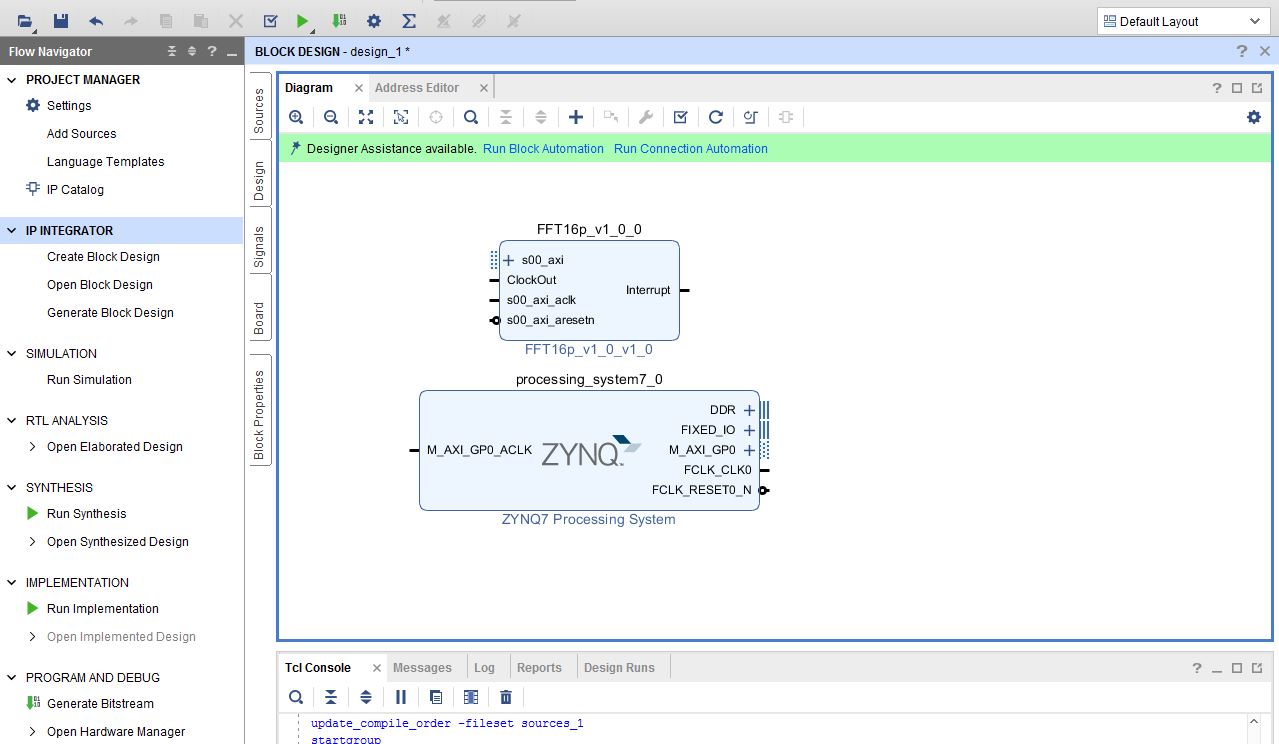 Default Layout
Flow Navigator
PROJECT MANAGER
Settings
Add Sources
Language Templates
IP Catalog
IP INTEGRATOR
Create Block Design
Open Block Design
Generate Block Design
SIMULATION
Run Simulation
RTL ANALYSIS
Open Elaborated Design
SYNTHESIS
Run Synthesis
Open Synthesized Design
IMPLEMENTATION
Run Implementation
Open Implemented Design
PROGRAM AND DEBUG
Generate Bitstream
Open Hardware Manager
BLOCK DESIGN - design_1 *
Sources
Design
Signals
Board
Block Properties
Diagram
Address Editor
Designer Assistance available. Run Block Automation Run Connection Automation
FFT16p_v1_0_0
s00_axi
ClockOut
s00_axi_aclk
s00_axi_aresetn
Interrupt
FFT16p_v1_0_v1_0
processing_system7_0
M_AXI_GP0_ACLK
ZYNQ
DDR
FIXED_IO
M_AXI_GP0
FCLK_CLK0
FCLK_RESET0_N
ZYNQ7 Processing System
Tcl Console
Messages
Log
Reports
Design Runs
update_compile_order -fileset sources_1
startgroup